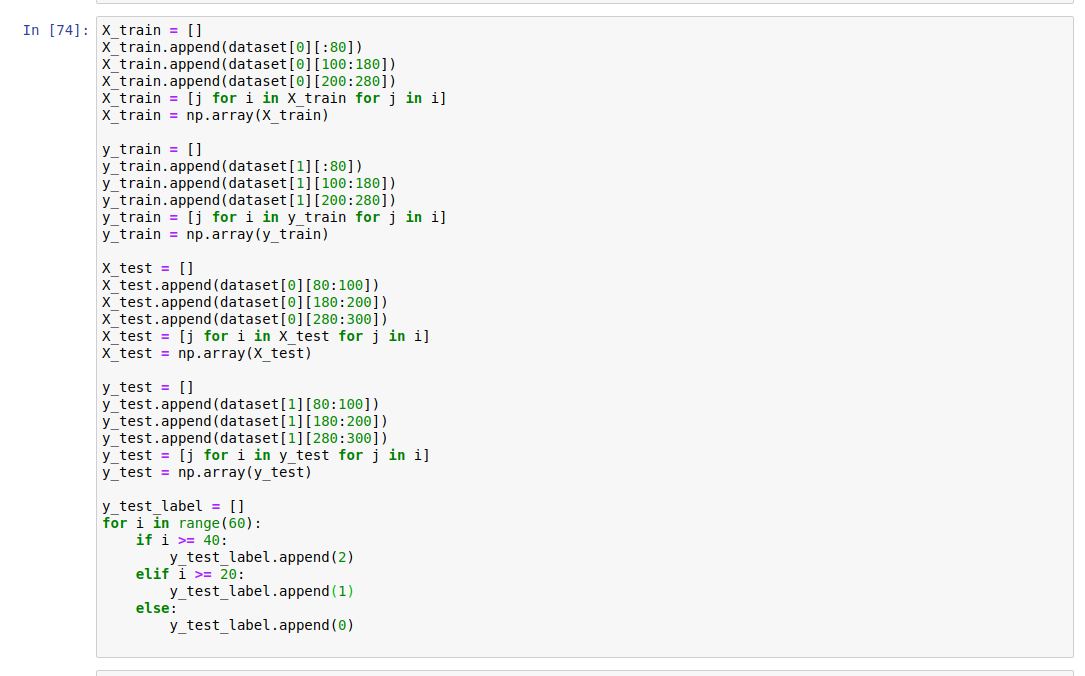 In [74]:
X_train = []
X_train.append(dataset[0][:80])
X_train.append(dataset[0][100:180])
X_train.append(dataset[0][200:280])
X_train = [j for i in X_train for j in i]
X_train = np.array(X_train)

y_train = []
y_train.append(dataset[1][:80])
y_train.append(dataset[1][100:180])
y_train.append(dataset[1][200:280])
y_train = [j for i in y_train for j in i]
y_train = np.array(y_train)

X_test = []
X_test.append(dataset[0][80:100])
X_test.append(dataset[0][180:200])
X_test.append(dataset[0][280:300])
X_test = [j for i in X_test for j in i]
X_test = np.array(X_test)

y_test = []
y_test.append(dataset[1][80:100])
y_test.append(dataset[1][180:200])
y_test.append(dataset[1][280:300])
y_test = [j for i in y_test for j in i]
y_test = np.array(y_test)

y_test_label = []
for i in range(60):
    if i >= 40:
        y_test_label.append(2)
    elif i >= 20:
        y_test_label.append(1)
    else:
        y_test_label.append(0)